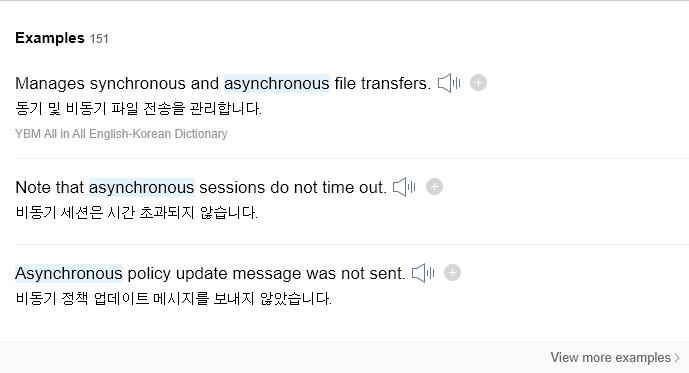 Examples 151
Manages synchronous and asynchronous file transfers.
동기 및 비동기 파일 전송을 관리합니다.
YBM All in All English-Korean Dictionary
Note that asynchronous sessions do not time out.
비동기 세션은 시간 초과되지 않습니다.
Asynchronous policy update message was not sent.
비동기 정책 업데이트 메시지를 보내지 않았습니다.
View more examples